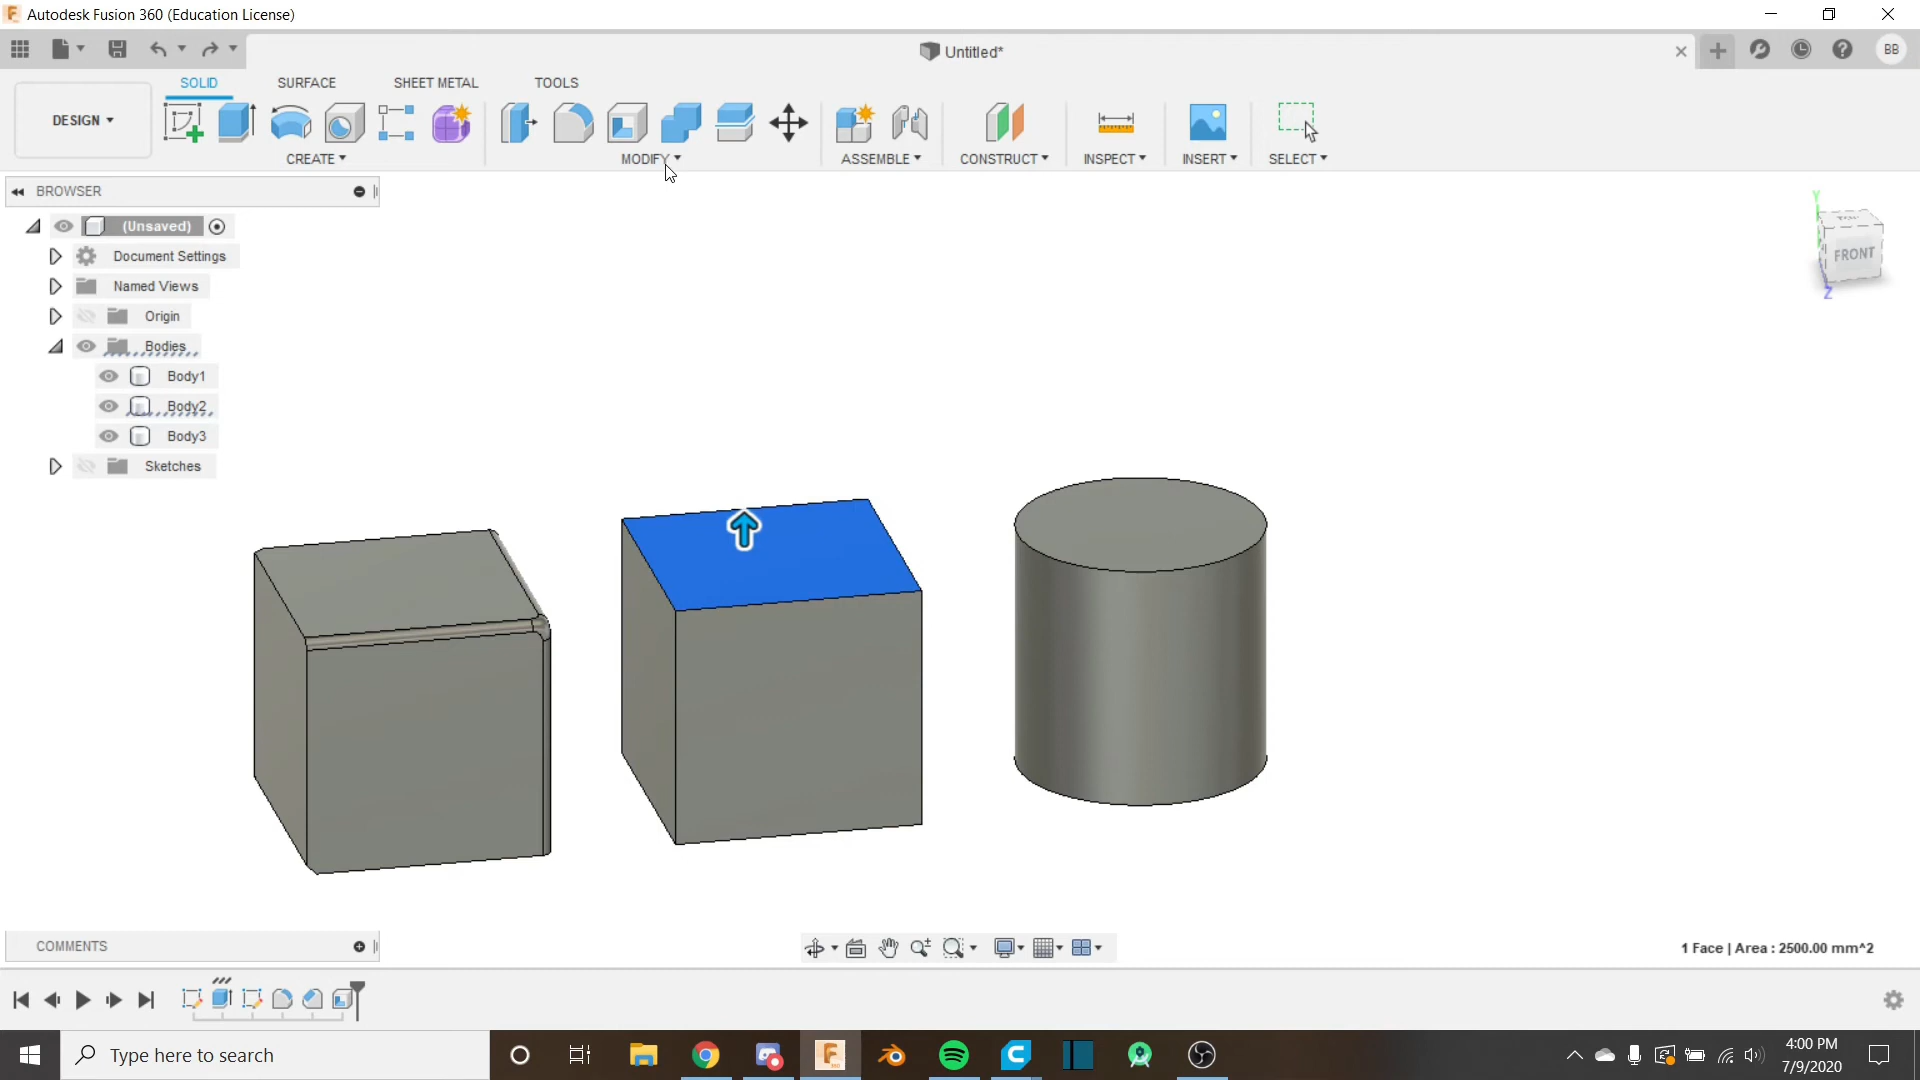 Autodesk Fusion 360 (Education License)
Untitled*
BB
SOLID
SURFACE
SHEET METAL
TOOLS
DESIGN
CREATE
MODIFY
ASSEMBLE
CONSTRUCT
INSPECT
INSERT
SELECT
BROWSER
(Unsaved)
Document Settings
Named Views
Origin
Bodies
Body1
Body2
Body3
Sketches
Y
TOP
FRONT
Z
COMMENTS
1 Face | Area : 2500.00 mm^2
Type here to search
4:00 PM
7/9/2020